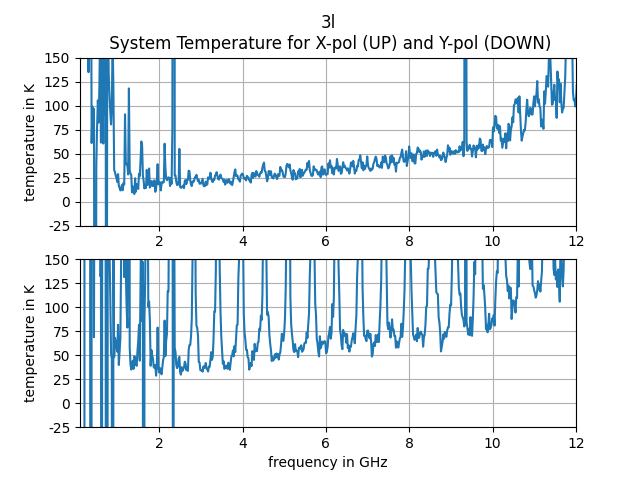 3l
System Temperature for X-pol (UP) and Y-pol (DOWN)
150
125
100
75
50
25
0
-25
temperature in K
2 4 6 8 10 12
150
125
100
75
50
25
0
-25
temperature in K
2 4 6 8 10 12
frequency in GHz